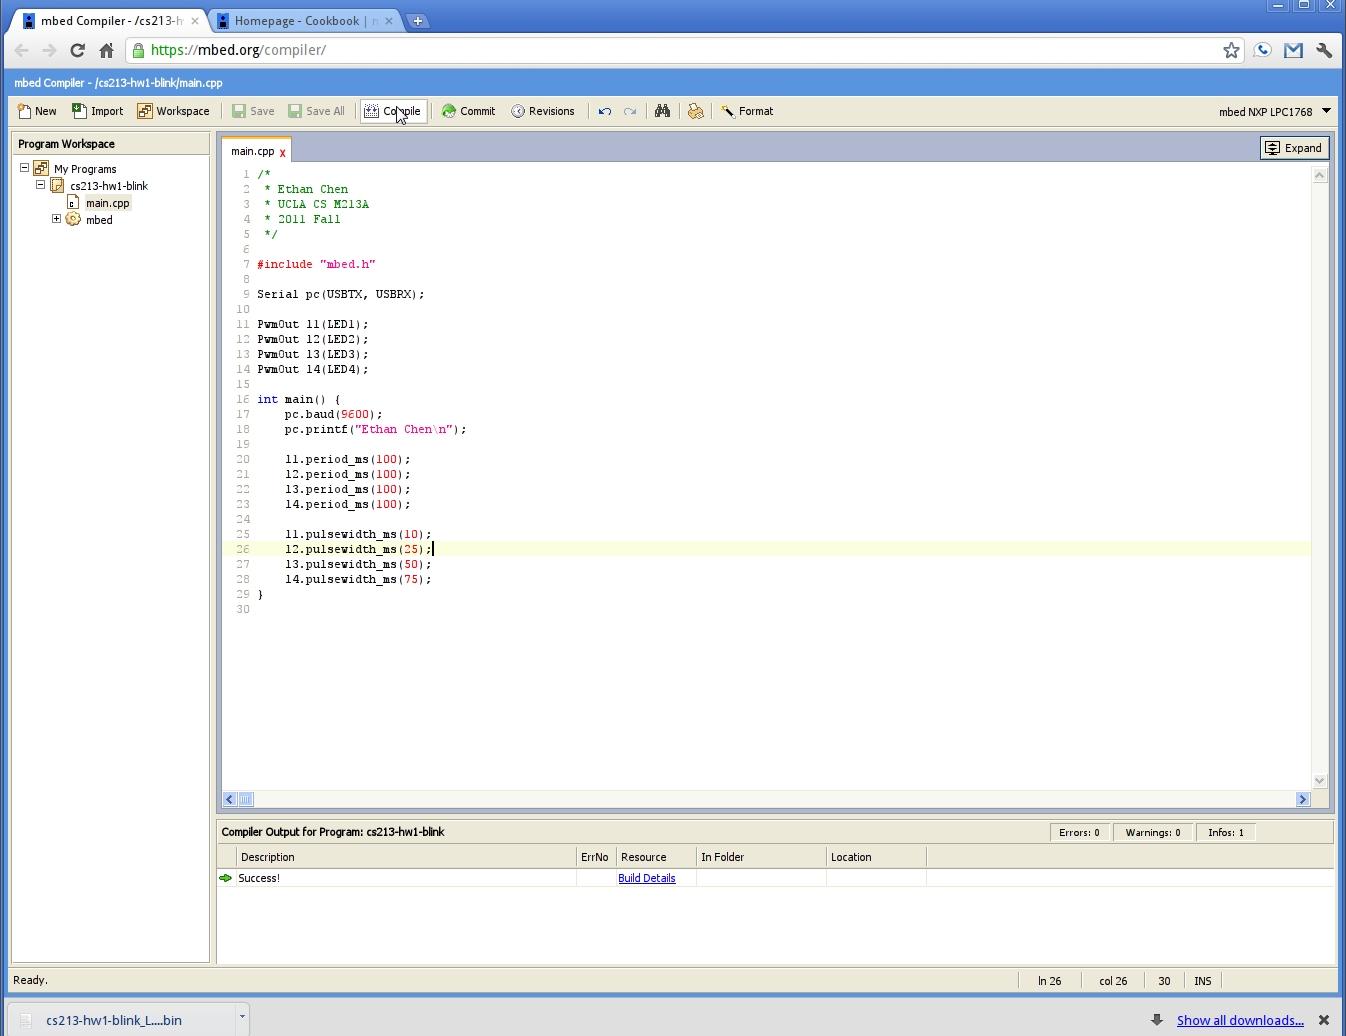 mbed Compiler - /cs213-h
Homepage - Cookbook |
https://mbed.org/compiler/
mbed Compiler - /cs213-hw1-blink/main.cpp
New Import Workspace Save Save All Compile Commit Revisions Format mbed NXP LPC1768
Program Workspace
My Programs
cs213-hw1-blink
main.cpp
mbed
main.cpp x
Expand
1 /*
2 * Ethan Chen
3 * UCLA CS M213A
4 * 2011 Fall
5 */
6
7 #include "mbed.h"
8
9 Serial pc(USBTX, USBRX);
10
11 PwmOut l1(LED1);
12 PwmOut l2(LED2);
13 PwmOut l3(LED3);
14 PwmOut l4(LED4);
15
16 int main() {
17 pc.baud(9600);
18 pc.printf("Ethan Chen\n");
19
20 l1.period_ms(100);
21 l2.period_ms(100);
22 l3.period_ms(100);
23 l4.period_ms(100);
24
25 l1.pulsewidth_ms(10);
26 l2.pulsewidth_ms(25);
27 l3.pulsewidth_ms(50);
28 l4.pulsewidth_ms(75);
29 }
30
Compiler Output for Program: cs213-hw1-blink
Errors: 0 Warnings: 0 Infos: 1
Description ErrNo Resource In Folder Location
Success! Build Details
Ready.
ln 26 col 26 30 INS
cs213-hw1-blink_L....bin
Show all downloads...